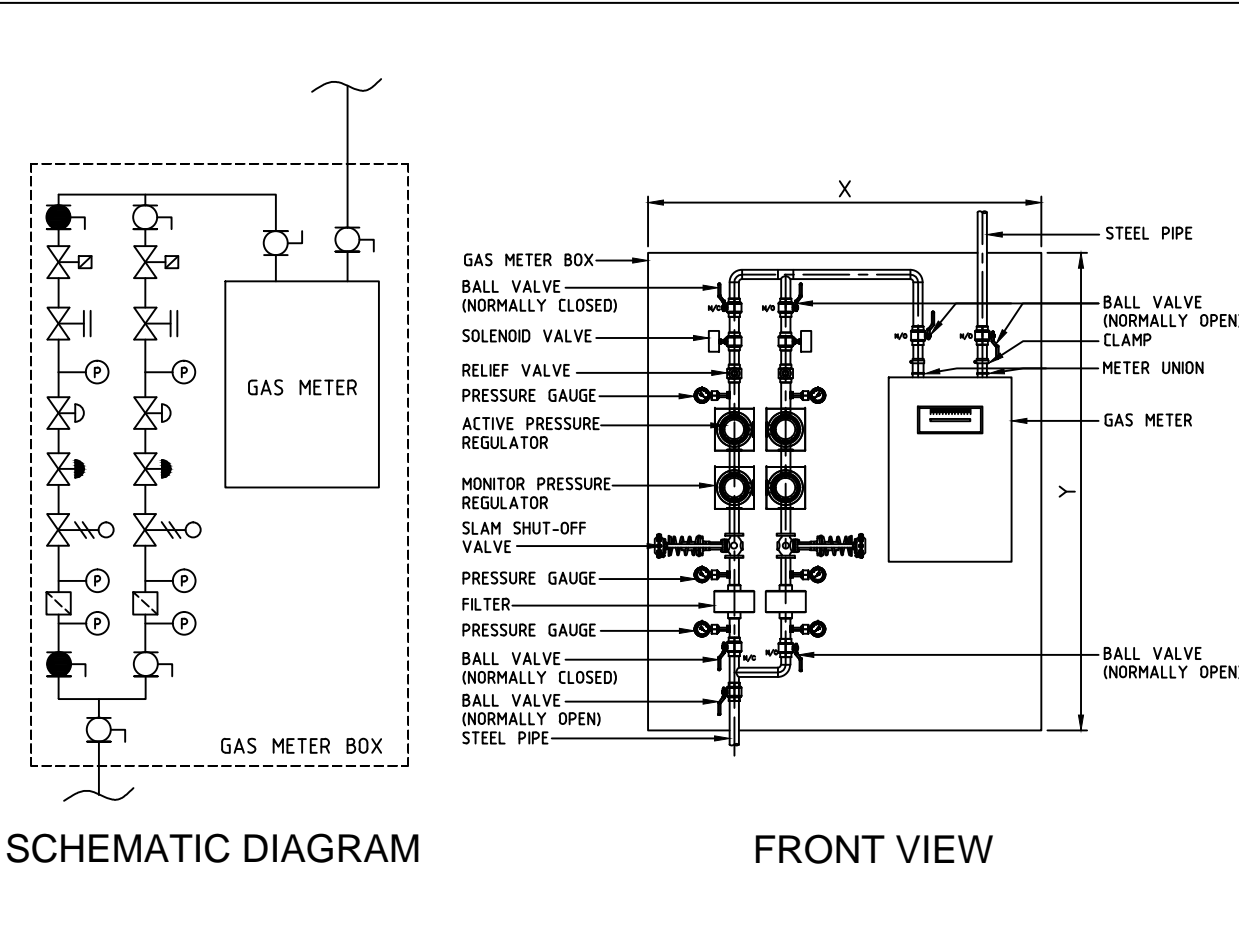 P
P
P
P
P
P
GAS METER
GAS METER BOX
SCHEMATIC DIAGRAM
X
Y
GAS METER BOX
BALL VALVE
(NORMALLY CLOSED)
SOLENOID VALVE
RELIEF VALVE
PRESSURE GAUGE
ACTIVE PRESSURE
REGULATOR
MONITOR PRESSURE
REGULATOR
SLAM SHUT-OFF
VALVE
PRESSURE GAUGE
FILTER
PRESSURE GAUGE
BALL VALVE
(NORMALLY CLOSED)
BALL VALVE
(NORMALLY OPEN)
STEEL PIPE
N/C
N/O
N/O
N/O
N/C
N/O
STEEL PIPE
BALL VALVE
(NORMALLY OPEN)
CLAMP
METER UNION
GAS METER
BALL VALVE
(NORMALLY OPEN)
FRONT VIEW